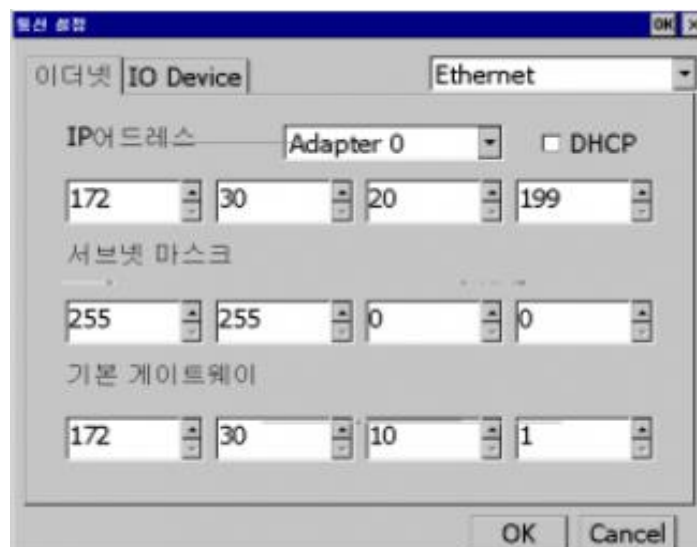 통신 설정 OK ×
이더넷 IO Device Ethernet
IP어드레스 Adapter 0 DHCP
172 30 20 199
서브넷 마스크
255 255 0 0
기본 게이트웨이
172 30 10 1
OK Cancel